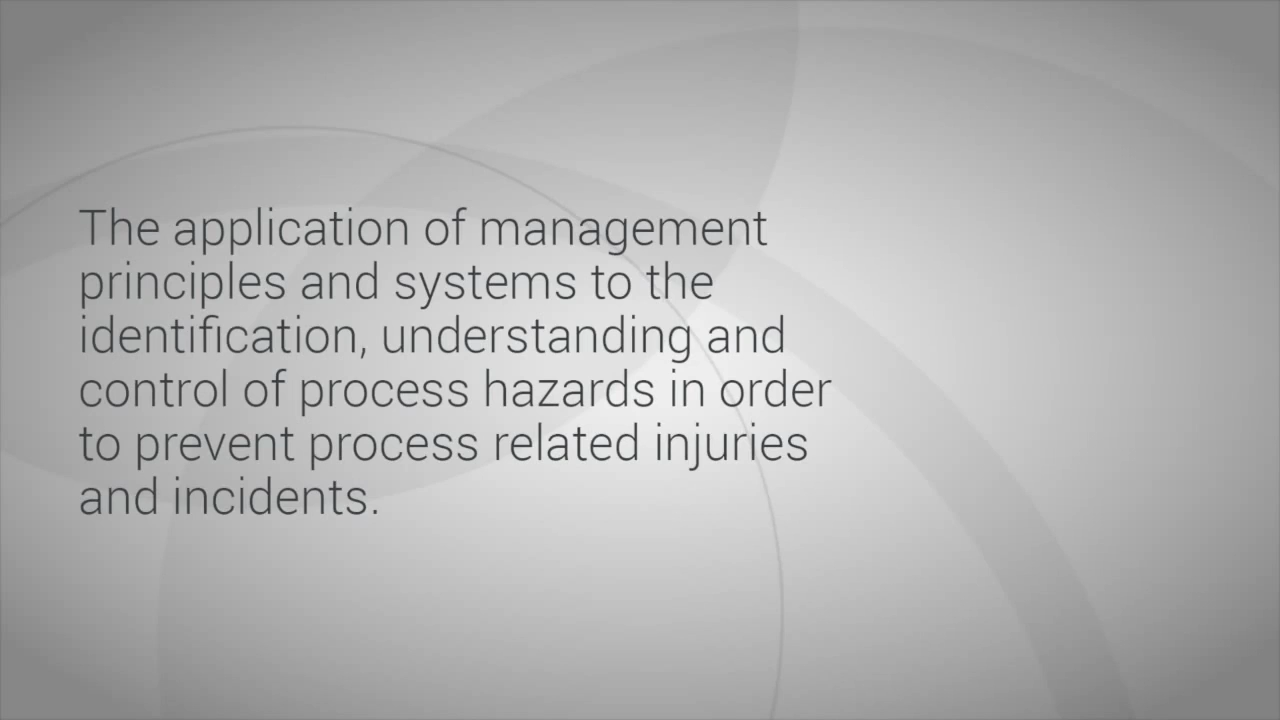 The application of management
principles and systems to the
identification, understanding and
control of process hazards in order
to prevent process related injuries
and incidents.